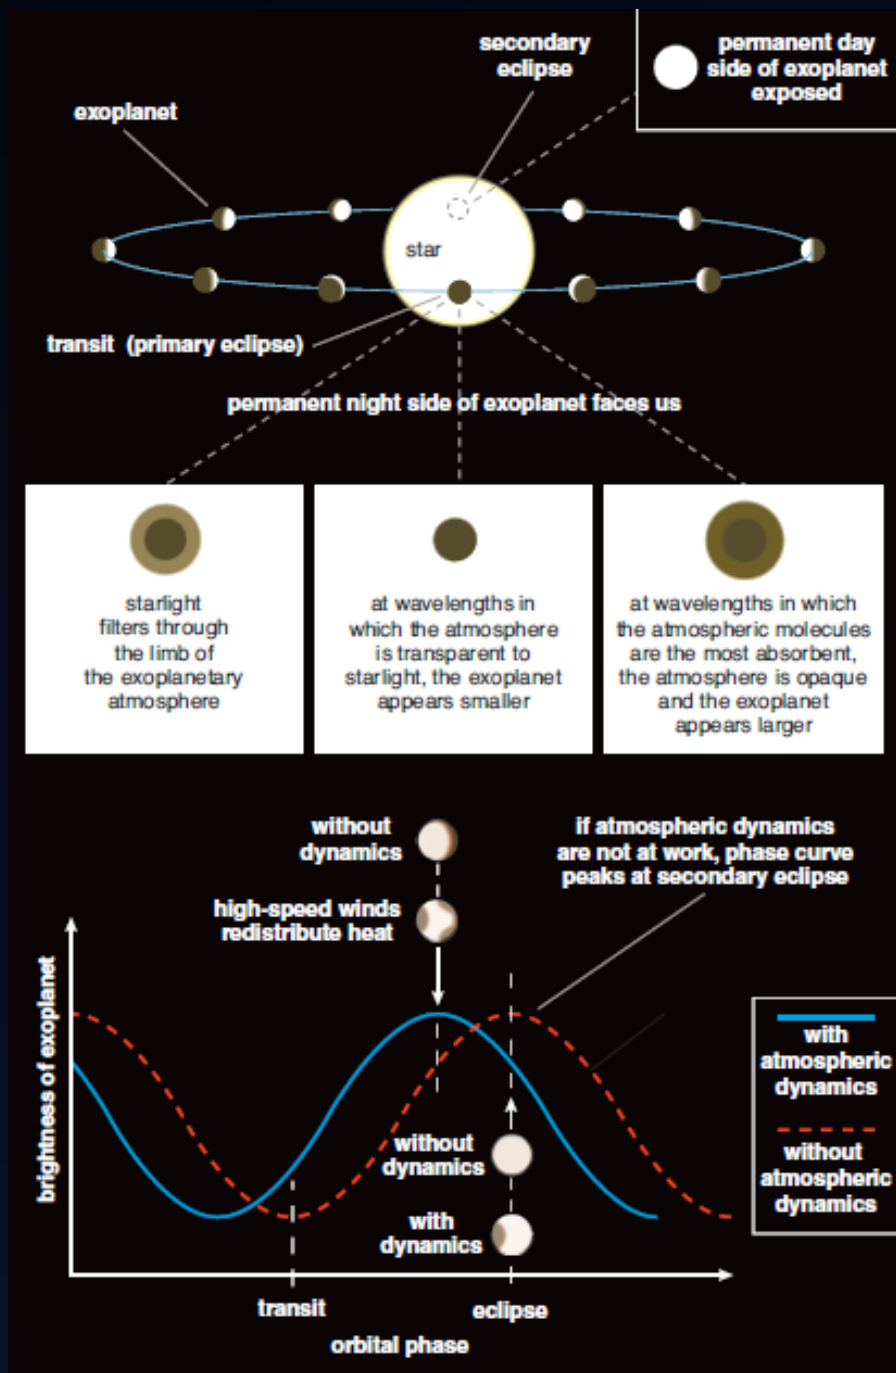 secondary
eclipse
permanent day
side of exoplanet
exposed
exoplanet
star
transit (primary eclipse)
permanent night side of exoplanet faces us
starlight
filters through
the limb of
the exoplanetary
atmosphere
at wavelengths in
which the atmosphere
is transparent to
starlight, the exoplanet
appears smaller
at wavelengths in which
the atmospheric molecules
are the most absorbent,
the atmosphere is opaque
and the exoplanet
appears larger
without
dynamics
high-speed winds
redistribute heat
if atmospheric dynamics
are not at work, phase curve
peaks at secondary eclipse
brightness of exoplanet
with
atmospheric
dynamics
without
atmospheric
dynamics
without
dynamics
with
dynamics
transit
eclipse
orbital phase